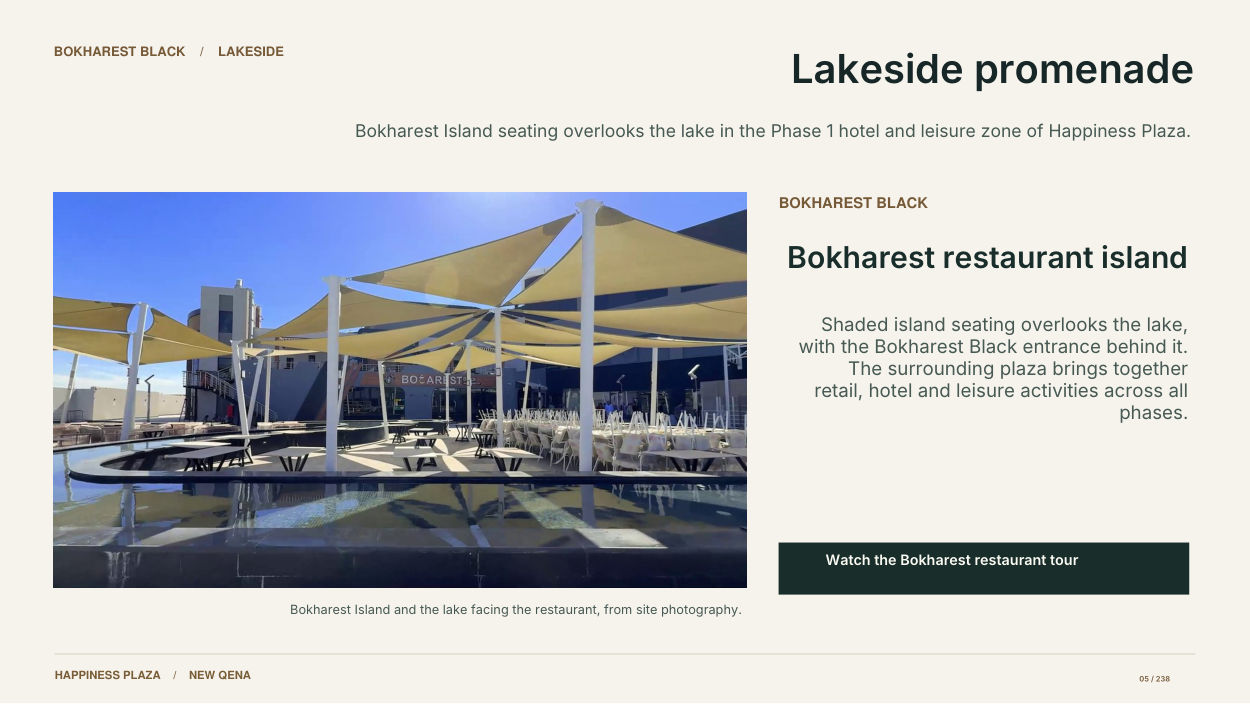 BOKHAREST BLACK / LAKESIDE
Lakeside promenade
Bokharest Island seating overlooks the lake in the Phase 1 hotel and leisure zone of Happiness Plaza.
BOKHAREST BLACK
Bokharest restaurant island
Shaded island seating overlooks the lake,
with the Bokharest Black entrance behind it.
The surrounding plaza brings together
retail, hotel and leisure activities across all
phases.
Watch the Bokharest restaurant tour
Bokharest Island and the lake facing the restaurant, from site photography.
HAPPINESS PLAZA / NEW QENA
05 / 238